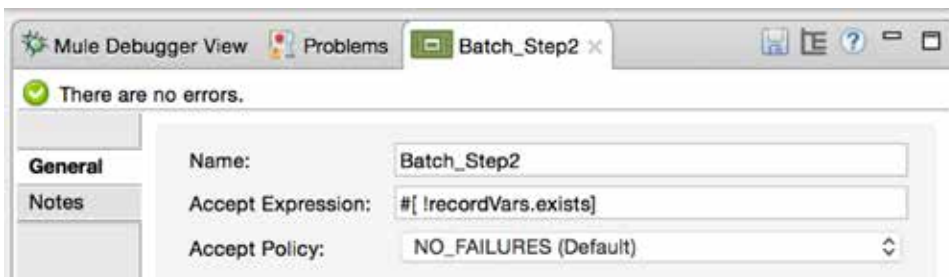 Mule Debugger View Problems Batch_Step2
There are no errors.
General
Notes
Name: Batch_Step2
Accept Expression: #[ !recordVars.exists]
Accept Policy: NO_FAILURES (Default)